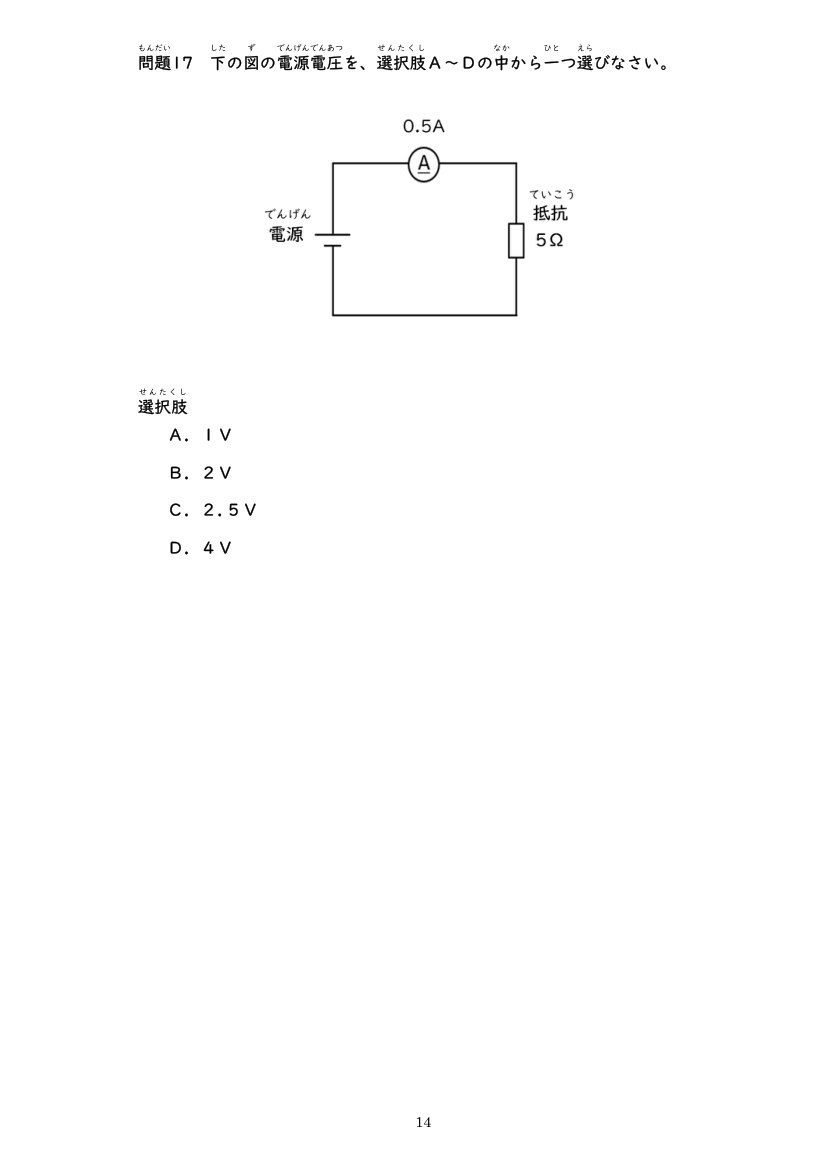 もんだい した ず でんげんでんあつ せんたくし なか ひと えら
問題17 下の図の電源電圧を、選択肢A~Dの中から一つ選びなさい。
0.5A
A
ていこう
抵抗
でんげん
電源
5Ω
せんたくし
選択肢
A. 1V
B. 2V
C. 2.5V
D. 4V
14